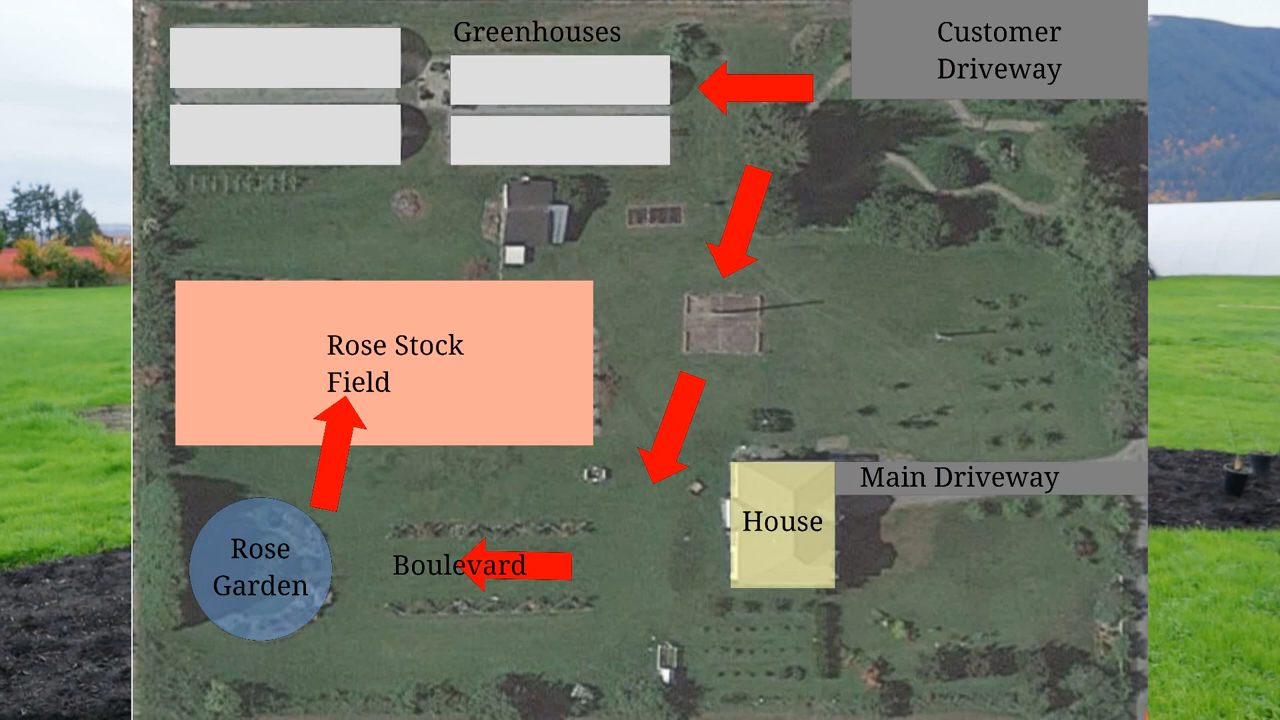 Greenhouses
Customer
Driveway
Rose Stock
Field
Main Driveway
House
Boulevard
Rose
Garden